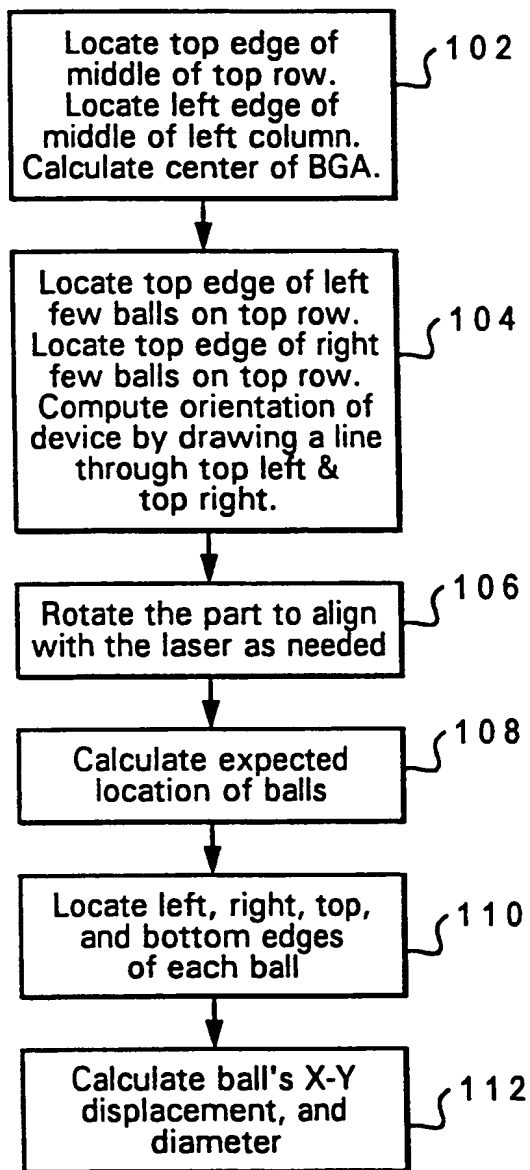 Locate top edge of
middle of top row.
Locate left edge of
middle of left column.
Calculate center of BGA.
102
Locate top edge of left
few balls on top row.
Locate top edge of right
few balls on top row.
Compute orientation of
device by drawing a line
through top left &
top right.
104
Rotate the part to align
with the laser as needed
106
Calculate expected
location of balls
108
Locate left, right, top,
and bottom edges
of each ball
110
Calculate ball's X-Y
displacement, and
diameter
112